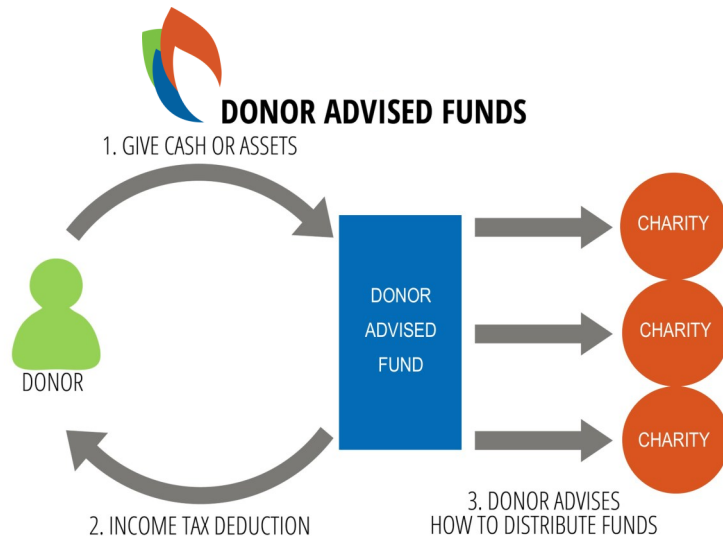 DONOR ADVISED FUNDS
1. GIVE CASH OR ASSETS
DONOR
DONOR
ADVISED
FUND
CHARITY
CHARITY
CHARITY
2. INCOME TAX DEDUCTION
3. DONOR ADVISES
HOW TO DISTRIBUTE FUNDS